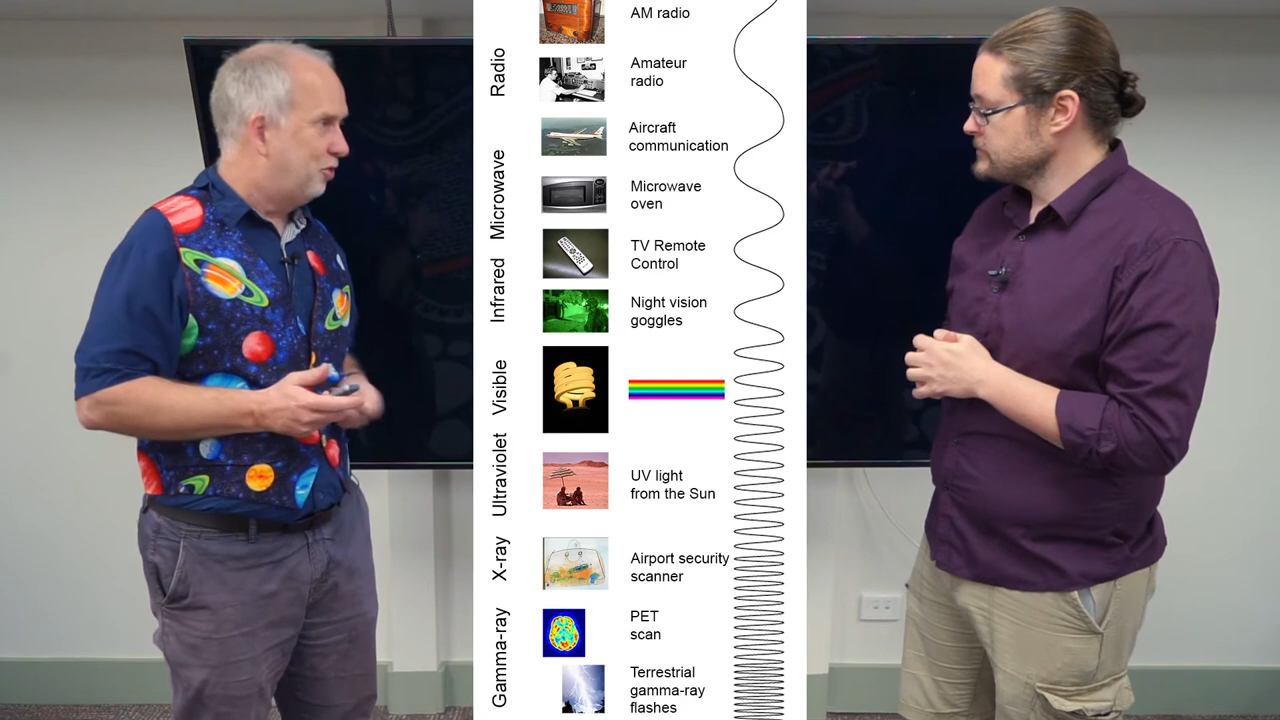 Radio
AM radio
Amateur
radio
Aircraft
communication
Microwave
Microwave
oven
Infrared
TV Remote
Control
Night vision
goggles
Visible
Ultraviolet
UV light
from the Sun
X-ray
Airport security
scanner
Gamma-ray
PET
scan
Terrestrial
gamma-ray
flashes